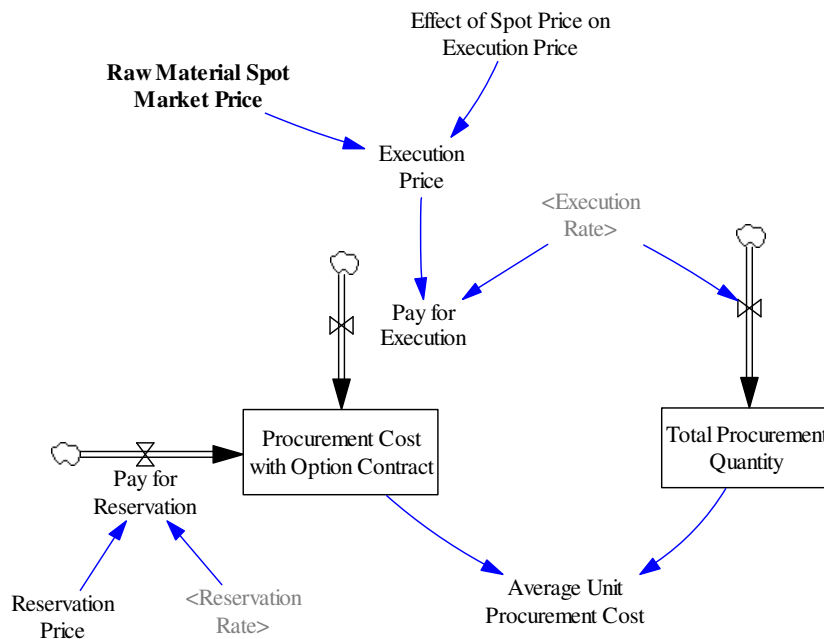 Effect of Spot Price on
Execution Price
Raw Material Spot
Market Price
Execution
Price
<Execution
Rate>
Pay for
Execution
Procurement Cost
with Option Contract
Total Procurement
Quantity
Pay for
Reservation
Reservation
Price
<Reservation
Rate>
Average Unit
Procurement Cost